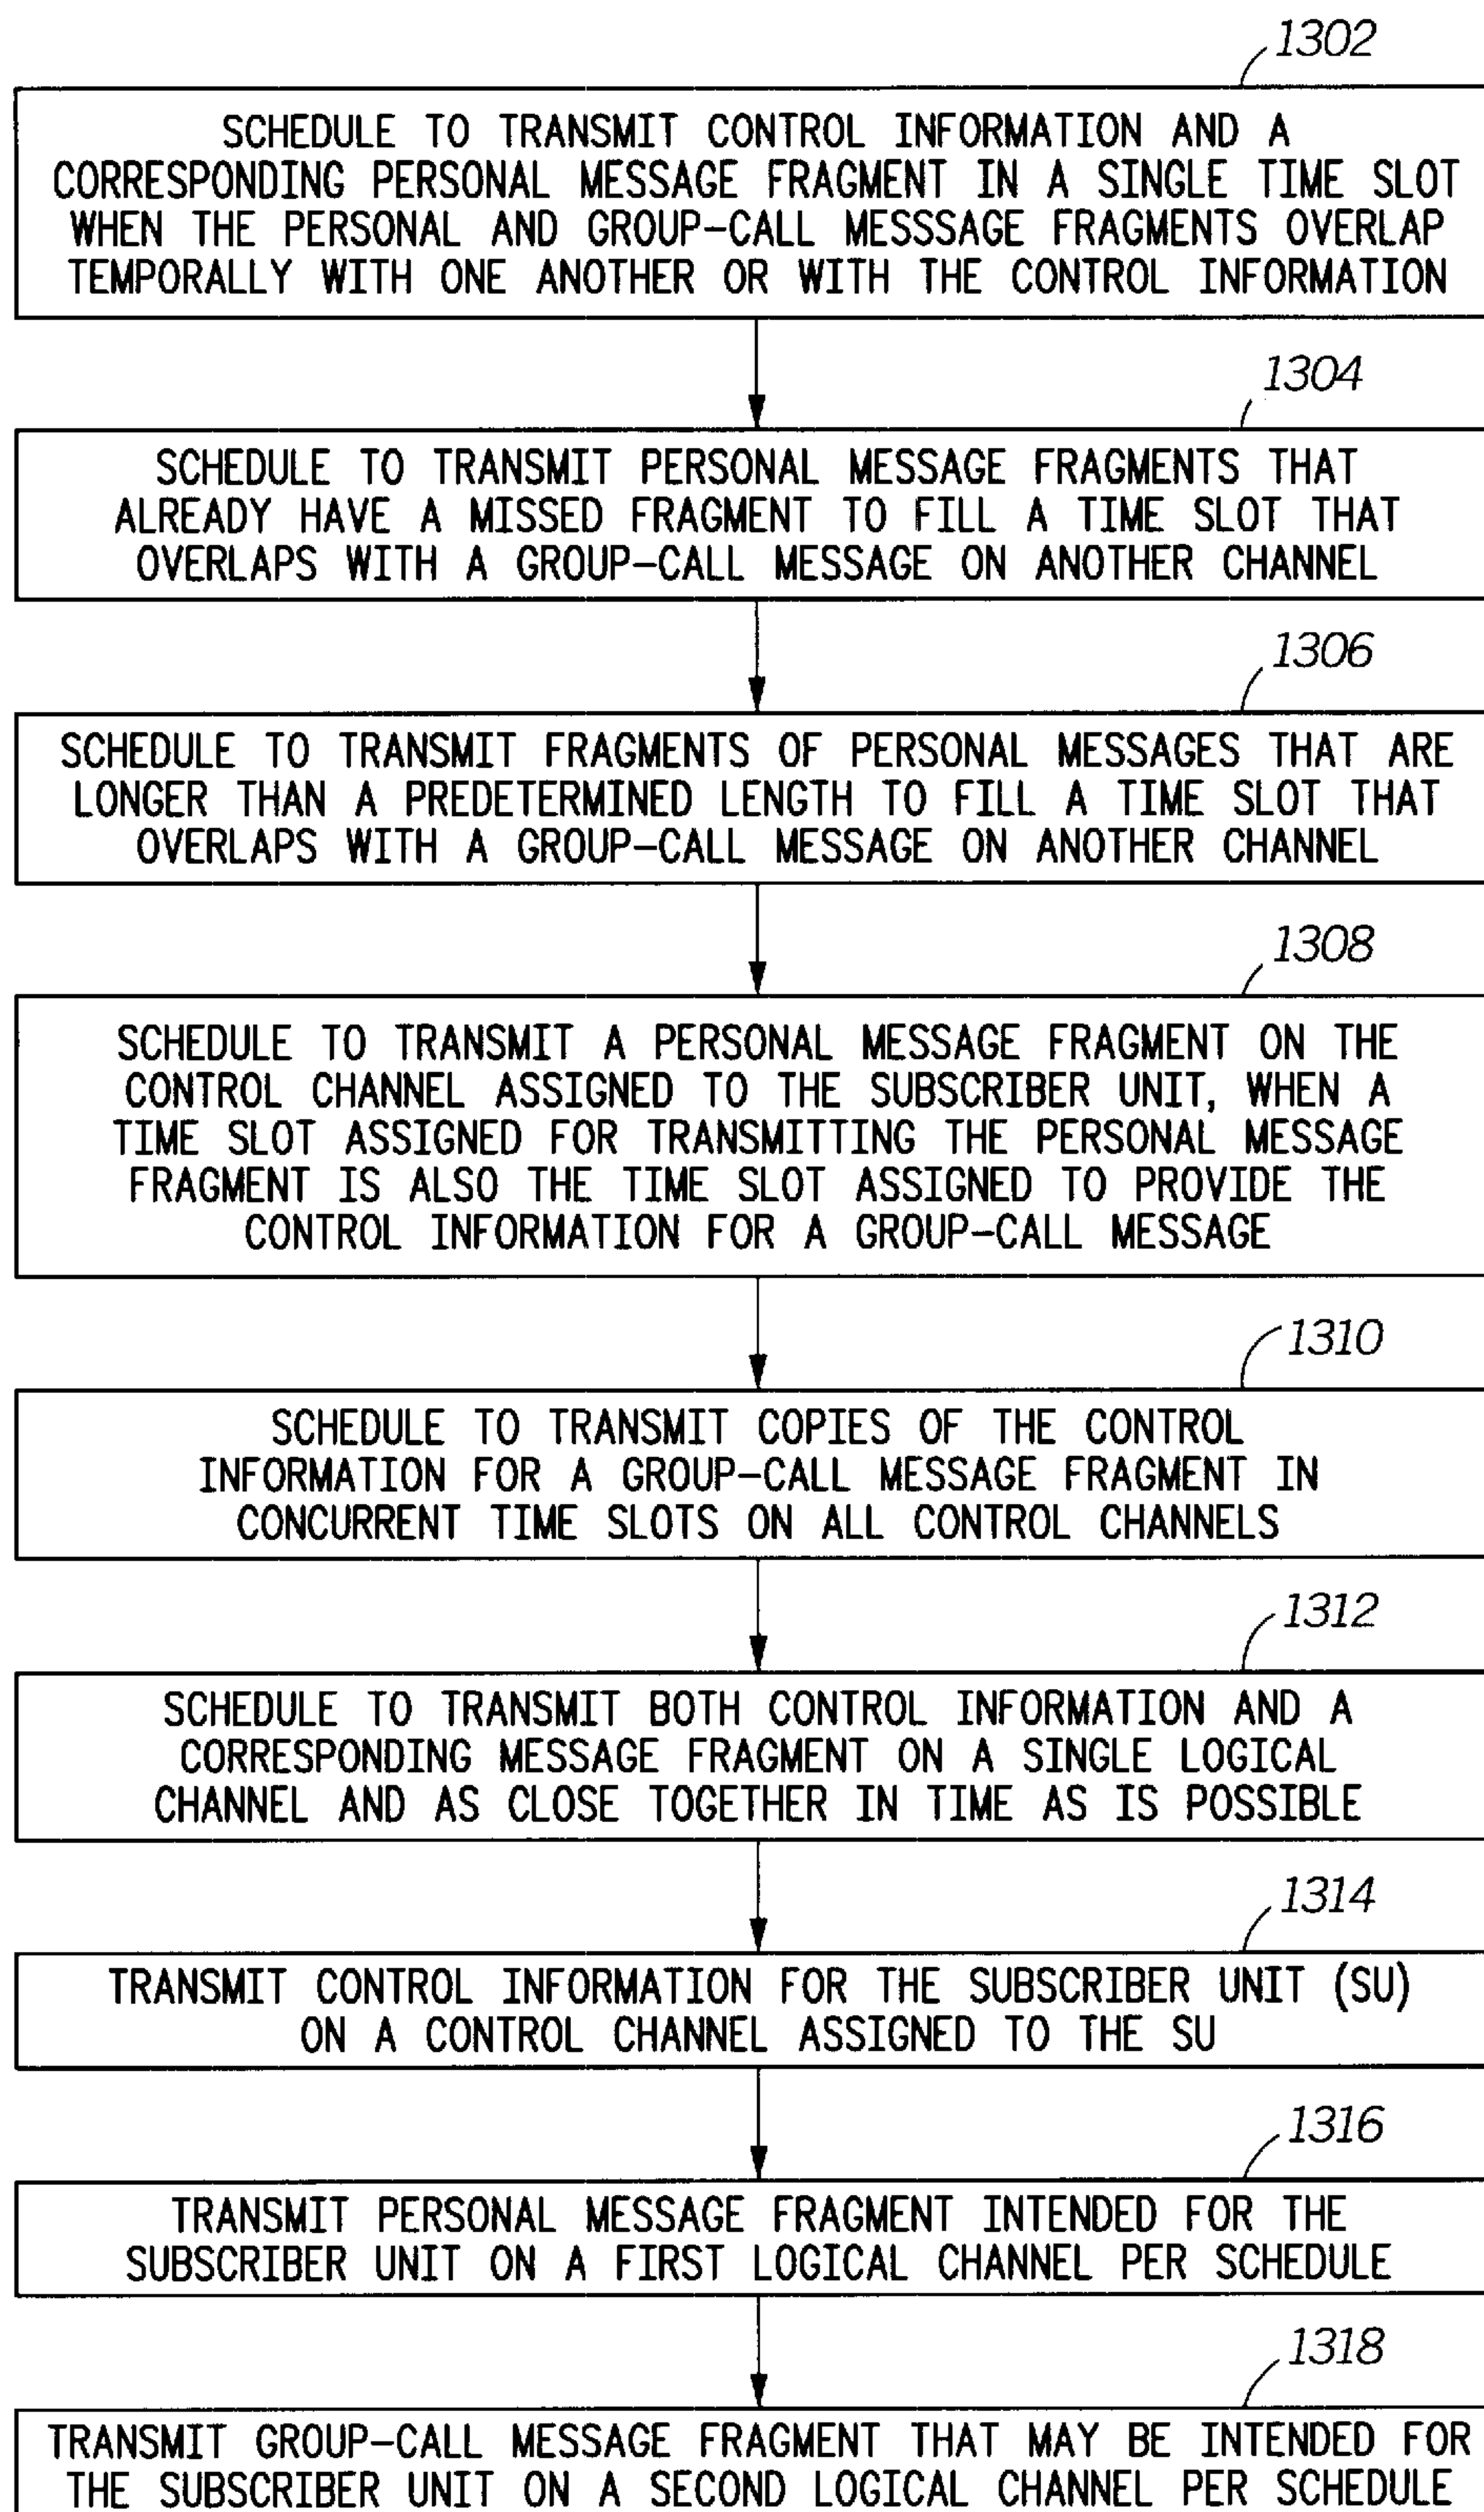 1302
SCHEDULE TO TRANSMIT CONTROL INFORMATION AND A
CORRESPONDING PERSONAL MESSAGE FRAGMENT IN A SINGLE TIME SLOT
WHEN THE PERSONAL AND GROUP-CALL MESSSAGE FRAGMENTS OVERLAP
TEMPORALLY WITH ONE ANOTHER OR WITH THE CONTROL INFORMATION
1304
SCHEDULE TO TRANSMIT PERSONAL MESSAGE FRAGMENTS THAT
ALREADY HAVE A MISSED FRAGMENT TO FILL A TIME SLOT THAT
OVERLAPS WITH A GROUP-CALL MESSAGE ON ANOTHER CHANNEL
1306
SCHEDULE TO TRANSMIT FRAGMENTS OF PERSONAL MESSAGES THAT ARE
LONGER THAN A PREDETERMINED LENGTH TO FILL A TIME SLOT THAT
OVERLAPS WITH A GROUP-CALL MESSAGE ON ANOTHER CHANNEL
1308
SCHEDULE TO TRANSMIT A PERSONAL MESSAGE FRAGMENT ON THE
CONTROL CHANNEL ASSIGNED TO THE SUBSCRIBER UNIT, WHEN A
TIME SLOT ASSIGNED FOR TRANSMITTING THE PERSONAL MESSAGE
FRAGMENT IS ALSO THE TIME SLOT ASSIGNED TO PROVIDE THE
CONTROL INFORMATION FOR A GROUP-CALL MESSAGE
1310
SCHEDULE TO TRANSMIT COPIES OF THE CONTROL
INFORMATION FOR A GROUP-CALL MESSAGE FRAGMENT IN
CONCURRENT TIME SLOTS ON ALL CONTROL CHANNELS
1312
SCHEDULE TO TRANSMIT BOTH CONTROL INFORMATION AND A
CORRESPONDING MESSAGE FRAGMENT ON A SINGLE LOGICAL
CHANNEL AND AS CLOSE TOGETHER IN TIME AS IS POSSIBLE
1314
TRANSMIT CONTROL INFORMATION FOR THE SUBSCRIBER UNIT (SU)
ON A CONTROL CHANNEL ASSIGNED TO THE SU
1316
TRANSMIT PERSONAL MESSAGE FRAGMENT INTENDED FOR THE
SUBSCRIBER UNIT ON A FIRST LOGICAL CHANNEL PER SCHEDULE
1318
TRANSMIT GROUP-CALL MESSAGE FRAGMENT THAT MAY BE INTENDED FOR
THE SUBSCRIBER UNIT ON A SECOND LOGICAL CHANNEL PER SCHEDULE